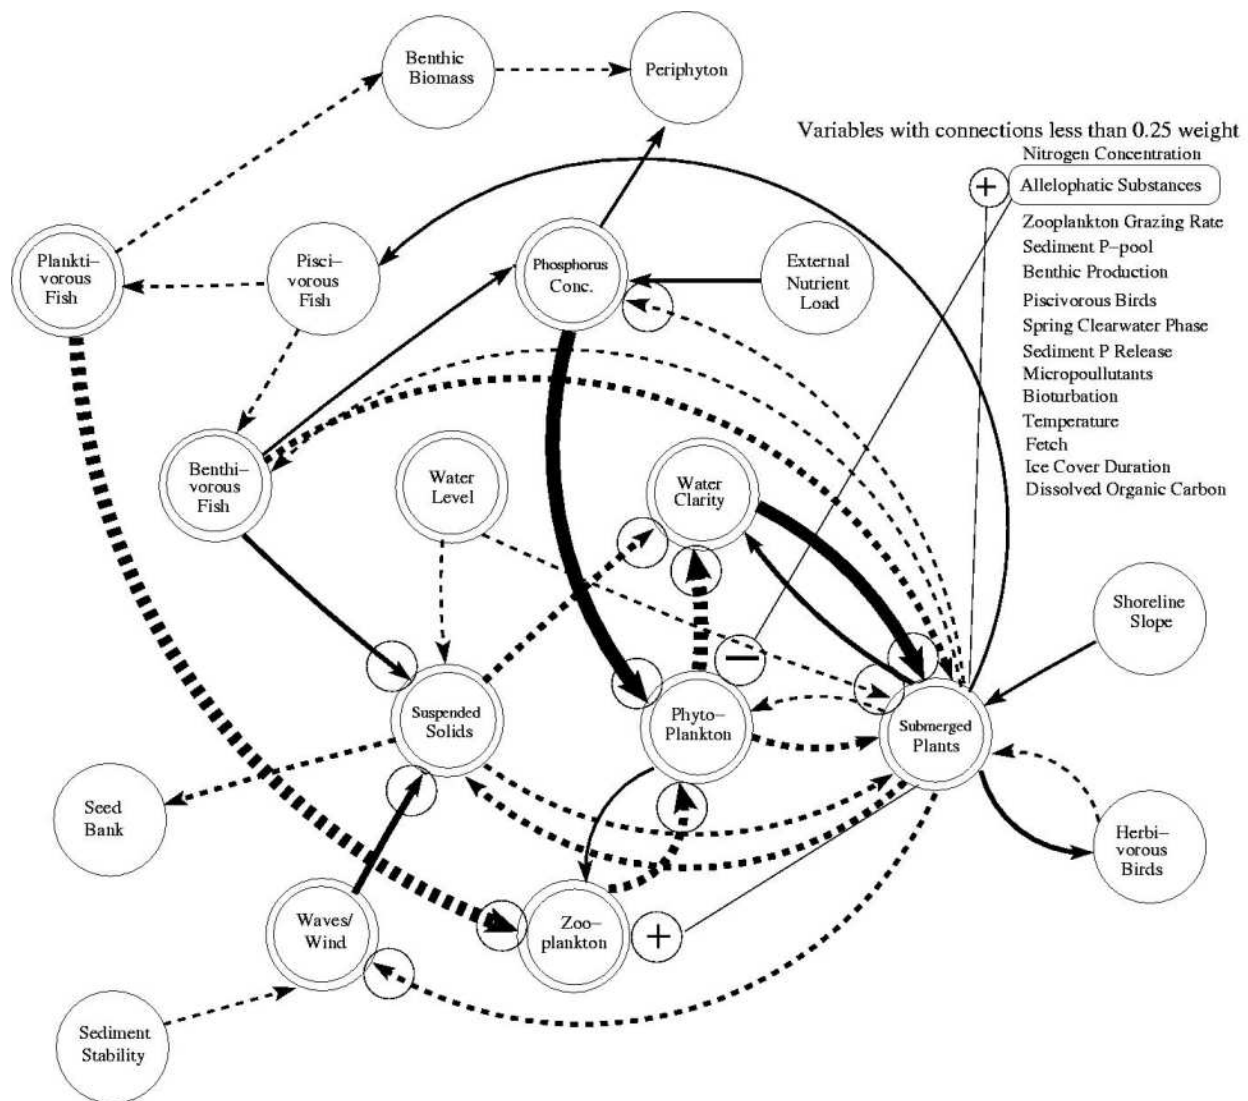 Benthic
Biomass
Periphyton
Variables with connections less than 0.25 weight
Nitrogen Concentration
+
Allelophatic Substances
Zooplankton Grazing Rate
Sediment P-pool
Benthic Production
Piscivorous Birds
Spring Clearwater Phase
Sediment P Release
Micropoullutants
Bioturbation
Temperature
Fetch
Ice Cover Duration
Dissolved Organic Carbon
Plankti-
vorous
Fish
Pisci-
vorous
Fish
Phosphorus
Conc.
External
Nutrient
Load
Benthi-
vorous
Fish
Water
Level
Water
Clarity
Shoreline
Slope
−
Suspended
Solids
Phyto-
Plankton
Submerged
Plants
Seed
Bank
Herbi-
vorous
Birds
Waves/
Wind
Zoo-
plankton
+
Sediment
Stability